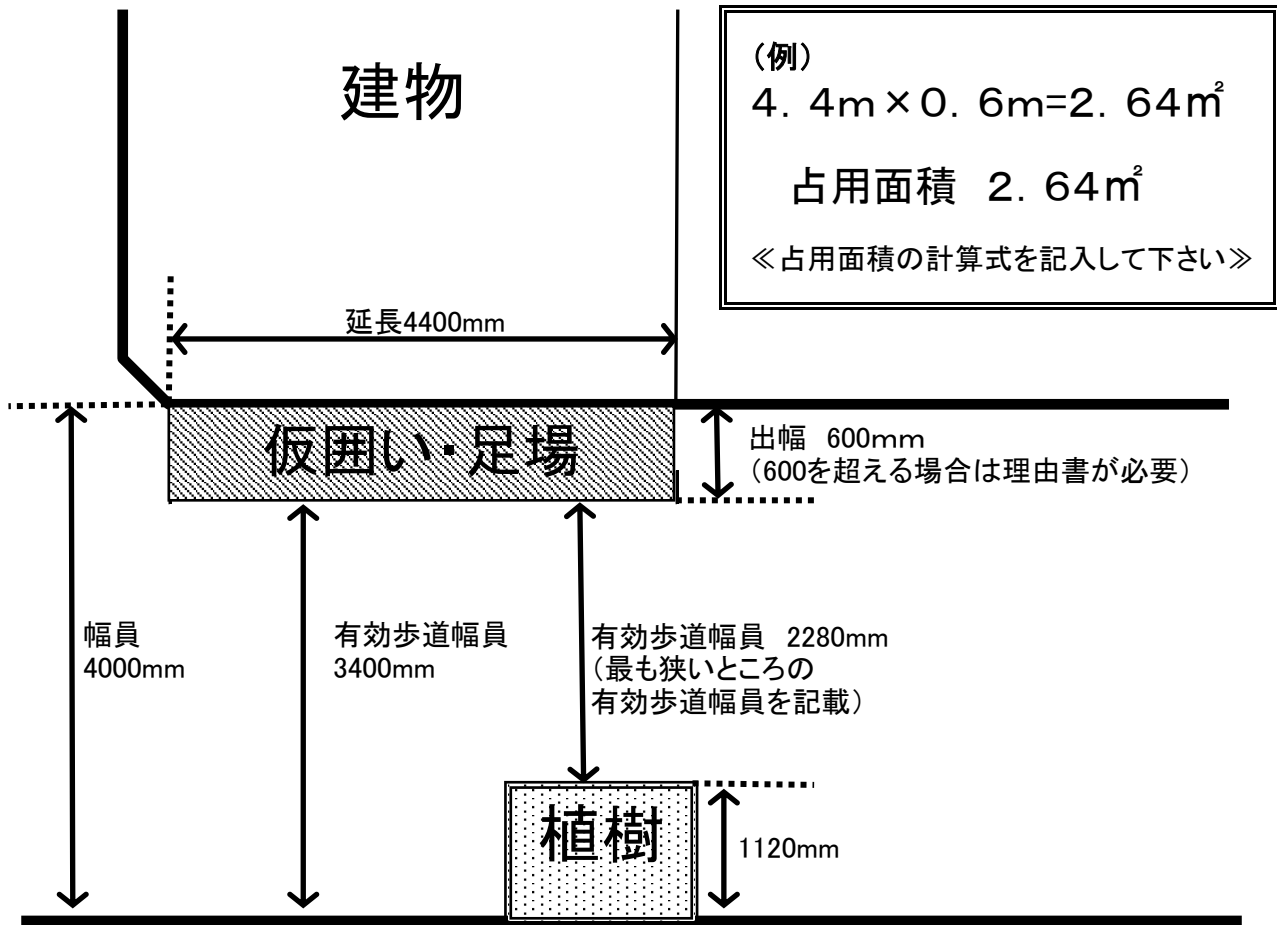 建物
（例）
４．４ｍ×０．６ｍ=２．６４㎡
占用面積　２．６４㎡
≪占用面積の計算式を記入して下さい≫
延長4400mm
仮囲い・足場
出幅　600ｍｍ
（600を超える場合は理由書が必要）
幅員
4000mm
有効歩道幅員
3400mm
有効歩道幅員　2280mm
（最も狭いところの
有効歩道幅員を記載）
植樹
1120mm